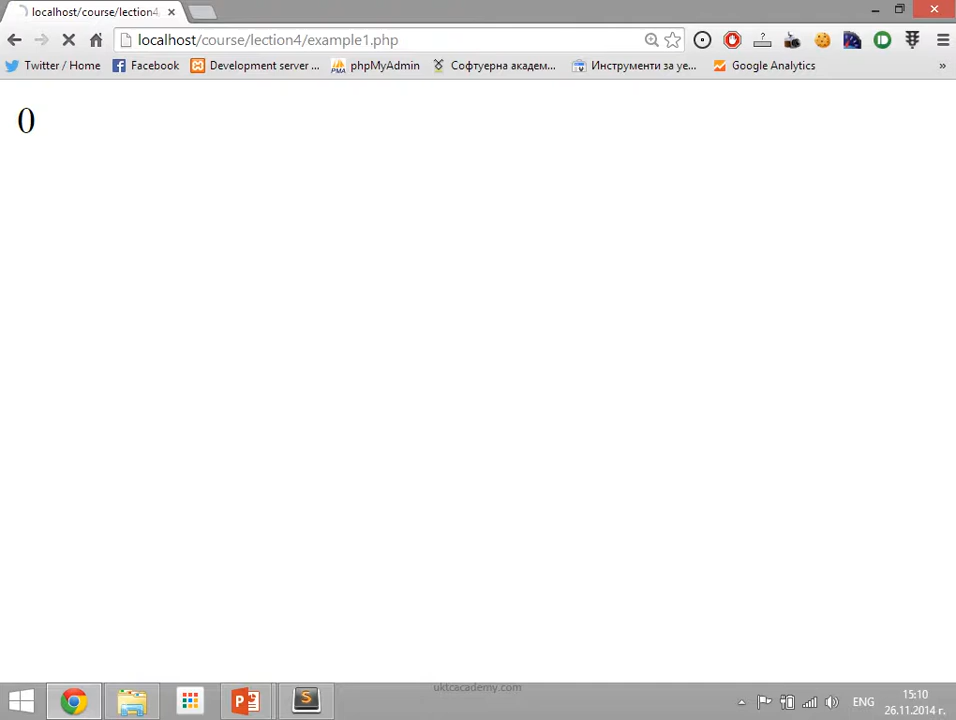 localhost/course/lection4
localhost/course/lection4/example1.php
Twitter / Home
Facebook
Development server ...
phpMyAdmin
Софтуерна академ...
Инструменти за уе...
Google Analytics
»
0
uktcacademy.com
ENG
15:10
26.11.2014 г.